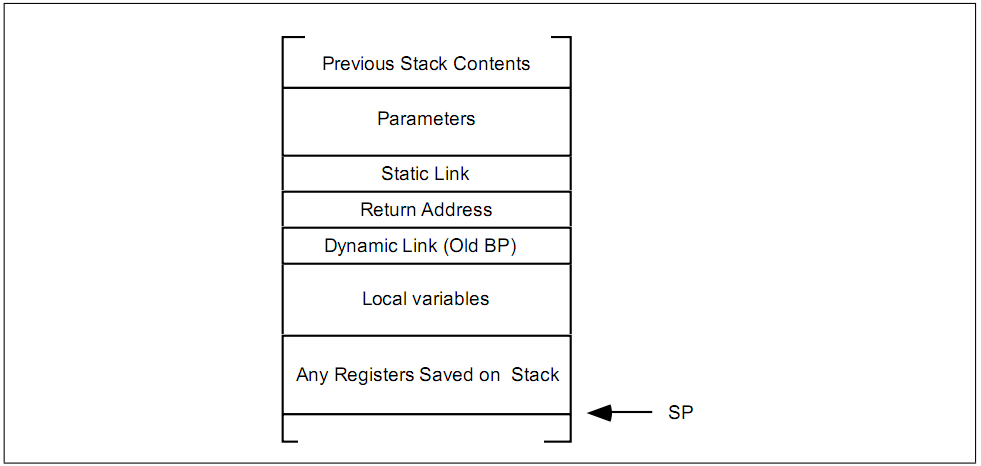 Previous Stack Contents
Parameters
Static Link
Return Address
Dynamic Link (Old BP)
Local variables
Any Registers Saved on Stack
SP